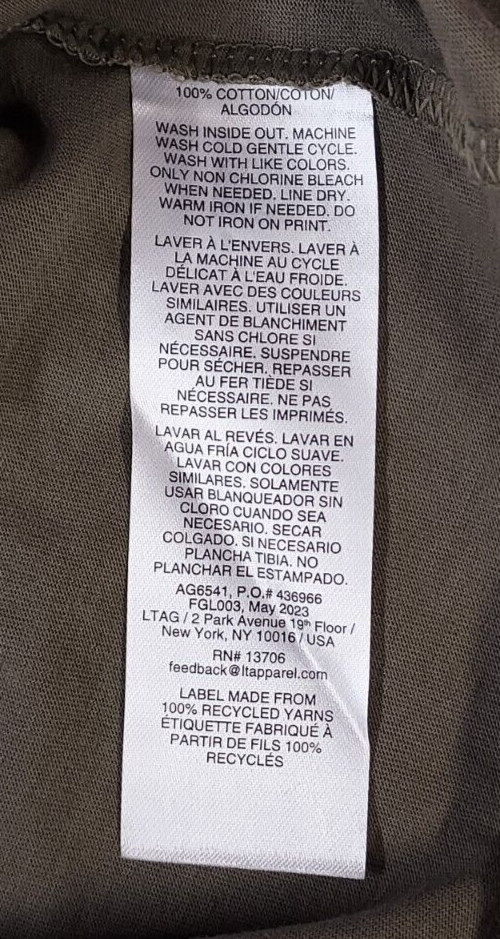 100% COTTON/COTON/
ALGODÓN
WASH INSIDE OUT. MACHINE
WASH COLD GENTLE CYCLE.
WASH WITH LIKE COLORS.
ONLY NON CHLORINE BLEACH
WHEN NEEDED. LINE DRY.
WARM IRON IF NEEDED. DO
NOT IRON ON PRINT.
LAVER À L'ENVERS. LAVER À
LA MACHINE AU CYCLE
DÉLICAT À L'EAU FROIDE.
LAVER AVEC DES COULEURS
SIMILAIRES. UTILISER UN
AGENT DE BLANCHIMENT
SANS CHLORE SI
NÉCESSAIRE. SUSPENDRE
POUR SÉCHER. REPASSER
AU FER TIÈDE SI
NÉCESSAIRE. NE PAS
REPASSER LES IMPRIMÉS.
LAVAR AL REVÉS. LAVAR EN
AGUA FRÍA CICLO SUAVE.
LAVAR CON COLORES
SIMILARES. SOLAMENTE
USAR BLANQUEADOR SIN
CLORO CUANDO SEA
NECESARIO. SECAR
COLGADO. SI NECESARIO
PLANCHA TIBIA. NO
PLANCHAR EL ESTAMPADO.
AG6541, P.O.# 436966
FGL003, May 2023
LTAG / 2 Park Avenue 19th Floor /
New York, NY 10016 / USA
RN# 13706
feedback@ltapparel.com
LABEL MADE FROM
100% RECYCLED YARNS
ÉTIQUETTE FABRIQUÉ À
PARTIR DE FILS 100%
RECYCLÉS